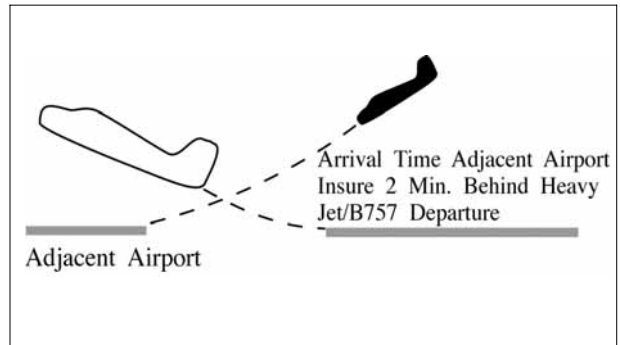 Arrival Time Adjacent Airport
Insure 2 Min. Behind Heavy
Jet/B757 Departure
Adjacent Airport